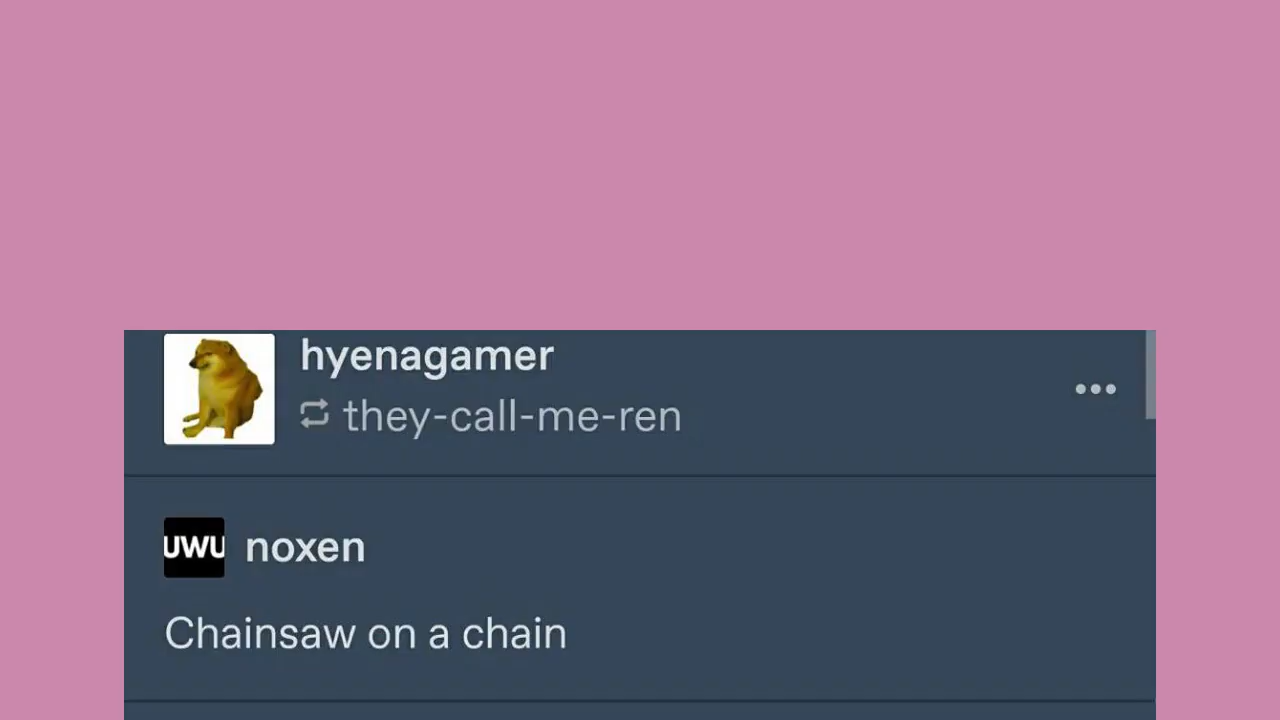 hyenagamer
they-call-me-ren
UWU
noxen
Chainsaw on a chain